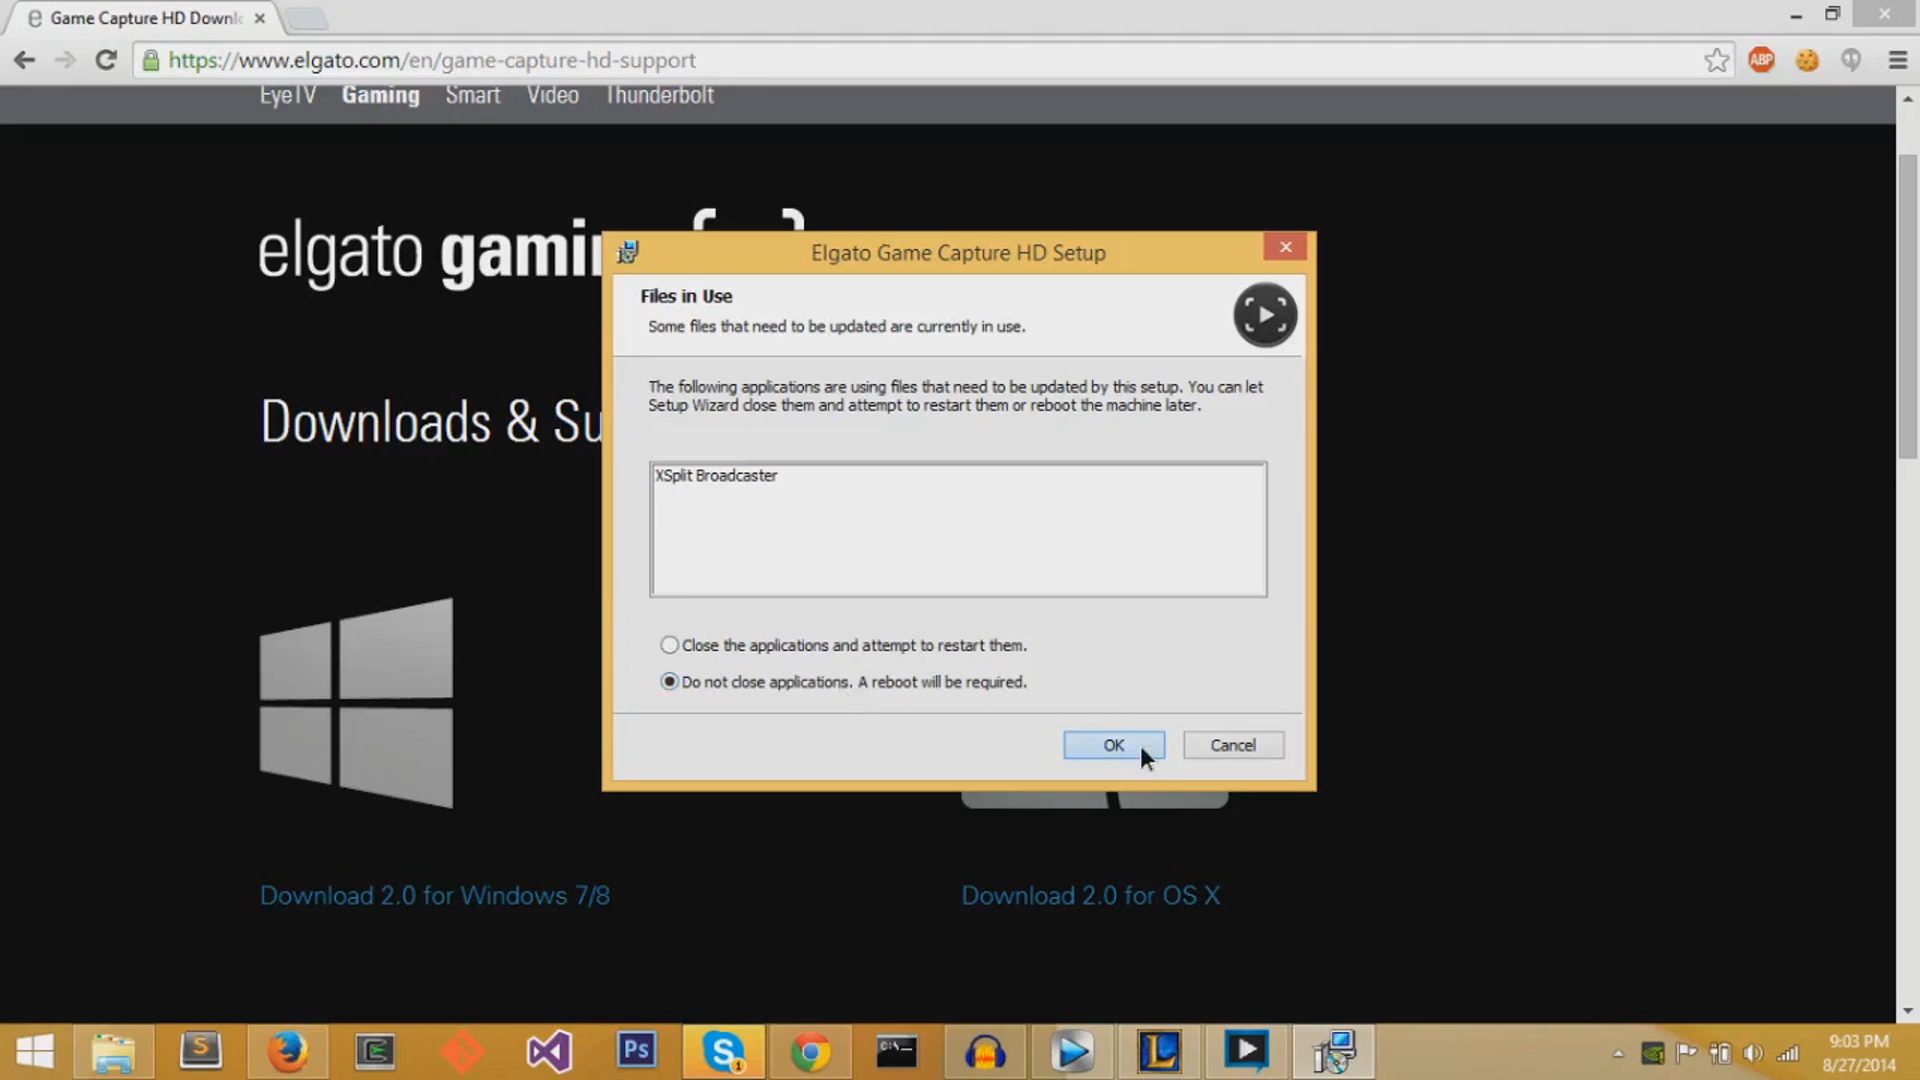 Game Capture HD Downl
https://www.elgato.com/en/game-capture-hd-support
ABP
EyeTV Gaming Smart Video Thunderbolt
elgato gamin
Elgato Game Capture HD Setup
Files in Use
Some files that need to be updated are currently in use.
The following applications are using files that need to be updated by this setup. You can let
Setup Wizard close them and attempt to restart them or reboot the machine later.
Downloads & Su
XSplit Broadcaster
Close the applications and attempt to restart them.
Do not close applications. A reboot will be required.
OK Cancel
Download 2.0 for Windows 7/8
Download 2.0 for OS X
S
E
Ps
S
1
C:\
L
9:03 PM
8/27/2014